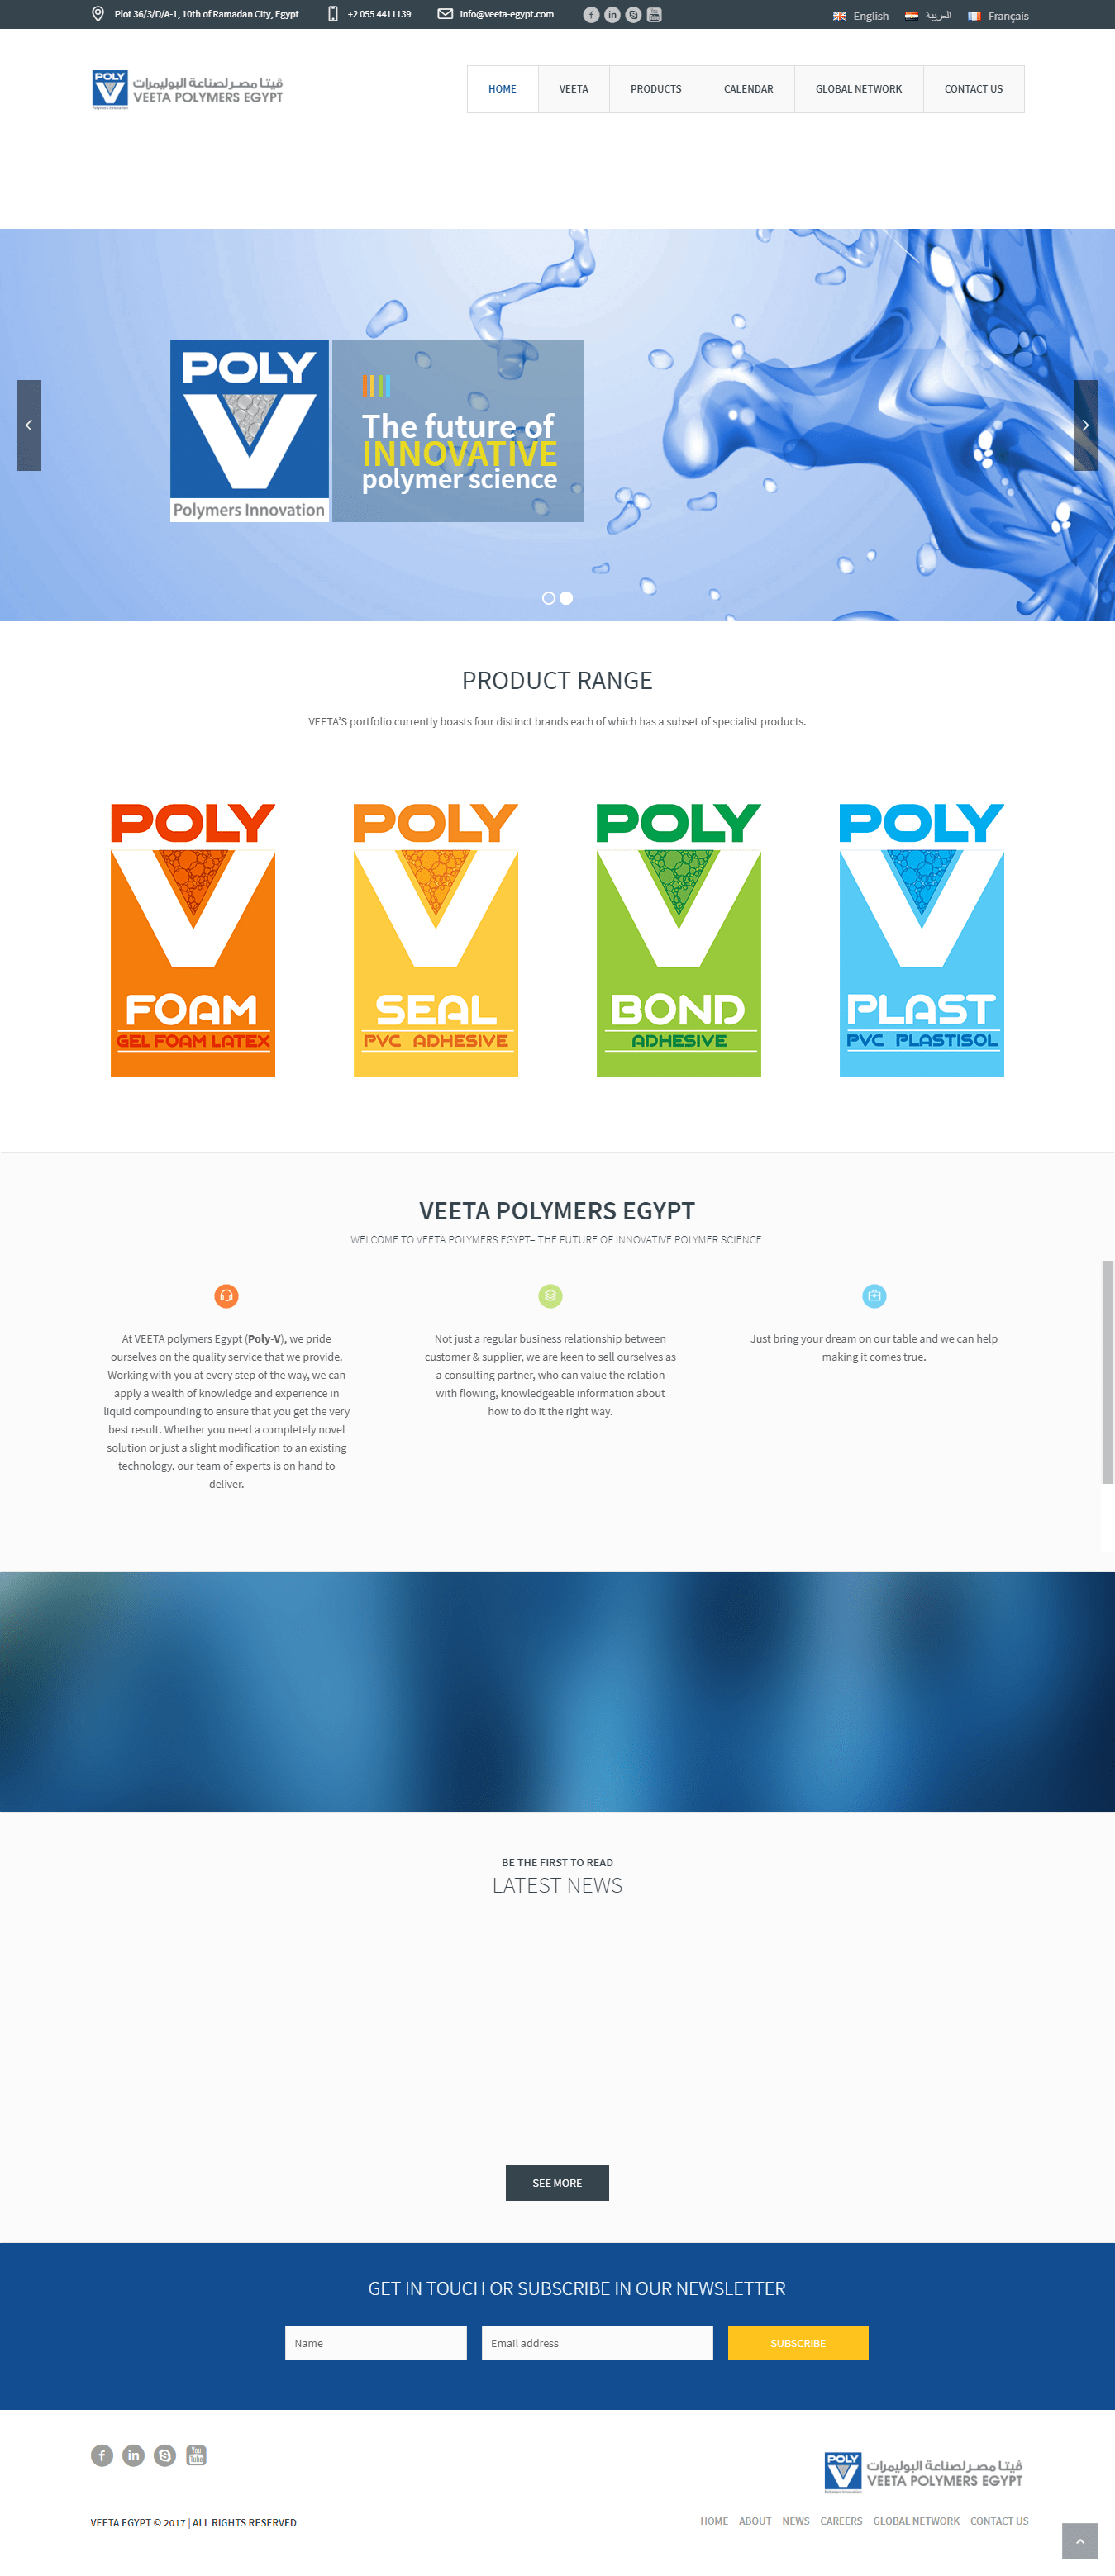 Plot 36/3/D/A-1, 10th of Ramadan City, Egypt +2 055 4411139 info@veeta-egypt.com English العربية Français
POLY V ڤيتا مصر لصناعة البوليمرات
VEETA POLYMERS EGYPT
HOME VEETA PRODUCTS CALENDAR GLOBAL NETWORK CONTACT US
POLY
V
Polymers Innovation
The future of
INNOVATIVE
polymer science
PRODUCT RANGE
VEETA'S portfolio currently boasts four distinct brands each of which has a subset of specialist products.
POLY
V
FOAM
GEL FOAM LATEX
POLY
V
SEAL
PVC ADHESIVE
POLY
V
BOND
ADHESIVE
POLY
V
PLAST
PVC PLASTISOL
VEETA POLYMERS EGYPT
WELCOME TO VEETA POLYMERS EGYPT– THE FUTURE OF INNOVATIVE POLYMER SCIENCE.
At VEETA polymers Egypt (Poly-V), we pride
ourselves on the quality service that we provide.
Working with you at every step of the way, we can
apply a wealth of knowledge and experience in
liquid compounding to ensure that you get the very
best result. Whether you need a completely novel
solution or just a slight modification to an existing
technology, our team of experts is on hand to
deliver.
Not just a regular business relationship between
customer & supplier, we are keen to sell ourselves as
a consulting partner, who can value the relation
with flowing, knowledgeable information about
how to do it the right way.
Just bring your dream on our table and we can help
making it comes true.
BE THE FIRST TO READ
LATEST NEWS
SEE MORE
GET IN TOUCH OR SUBSCRIBE IN OUR NEWSLETTER
Name Email address SUBSCRIBE
You Tube
POLY V ڤيتا مصر لصناعة البوليمرات
VEETA POLYMERS EGYPT
VEETA EGYPT © 2017 | ALL RIGHTS RESERVED
HOME ABOUT NEWS CAREERS GLOBAL NETWORK CONTACT US